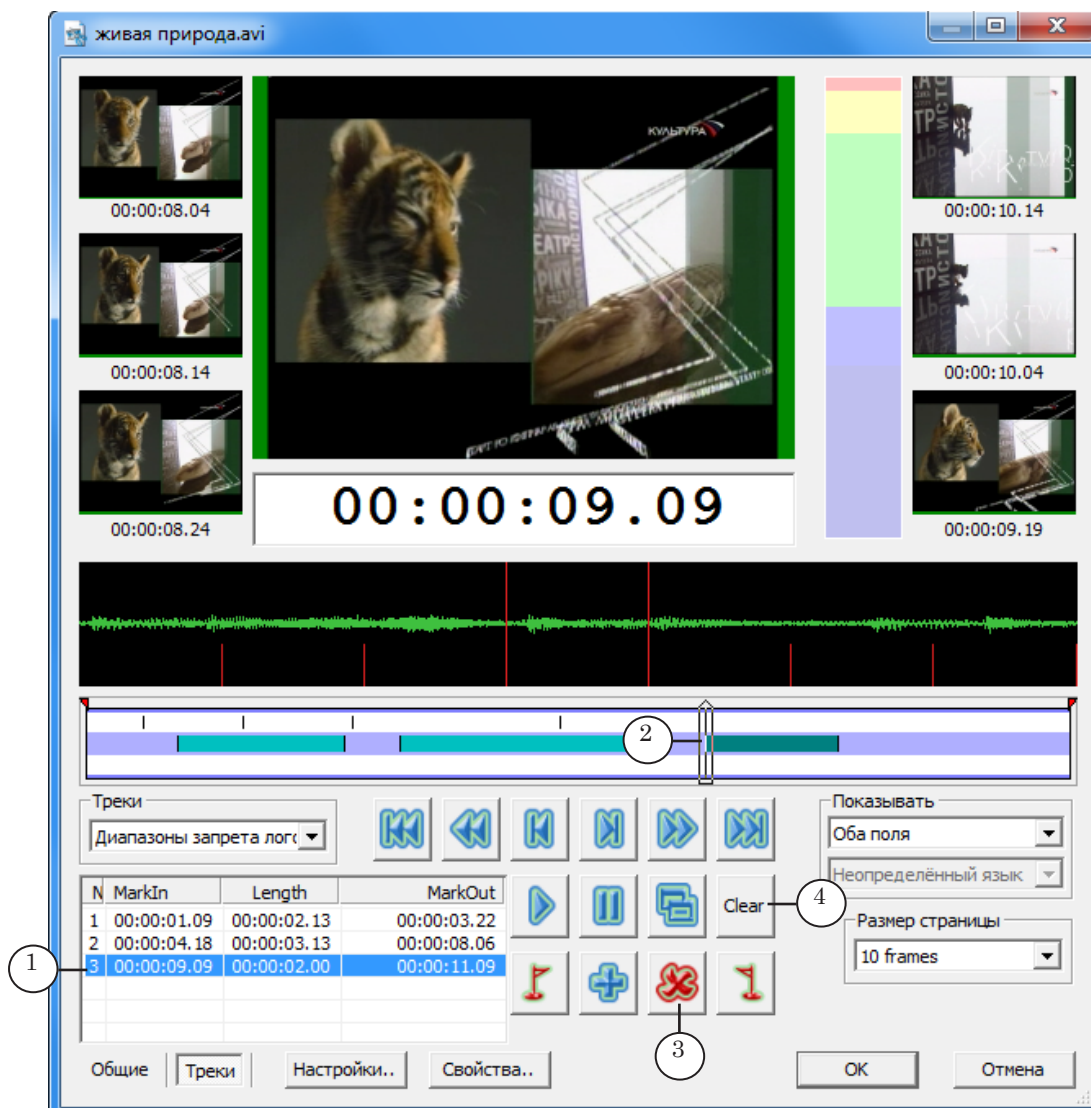 живая природа.avi
КУЛЬТУРА
00:00:08.04
00:00:10.14
00:00:08.14
00:00:10.04
00:00:08.24
00:00:09.19
00:00:09.09
2
Треки
Диапазоны запрета лого
Показывать
Оба поля
Неопределённый язык
N MarkIn Length MarkOut
1 00:00:01.09 00:00:02.13 00:00:03.22
2 00:00:04.18 00:00:03.13 00:00:08.06
3 00:00:09.09 00:00:02.00 00:00:11.09
1
Clear
4
Размер страницы
10 frames
3
Общие
Треки
Настройки..
Свойства..
OK
Отмена